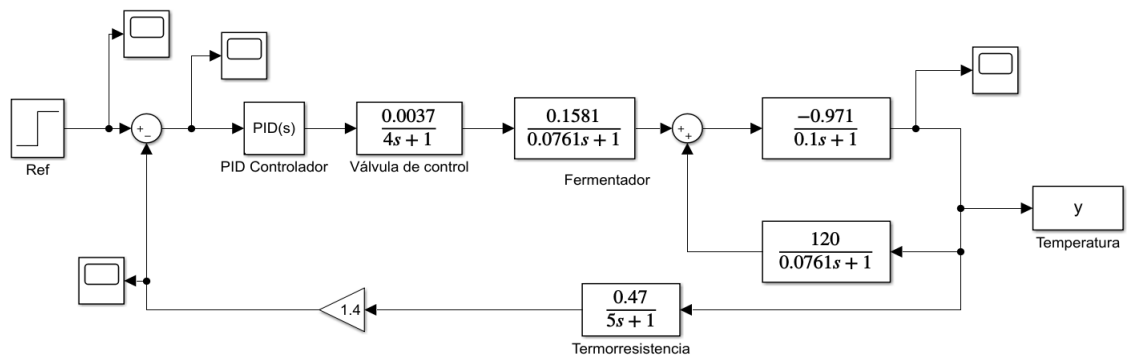 Ref
+
−
PID(s)
PID Controlador
0.0037
4s + 1
Válvula de control
0.1581
0.0761s + 1
Fermentador
+
+
−0.971
0.1s + 1
y
Temperatura
120
0.0761s + 1
1.4
0.47
5s + 1
Termorresistencia